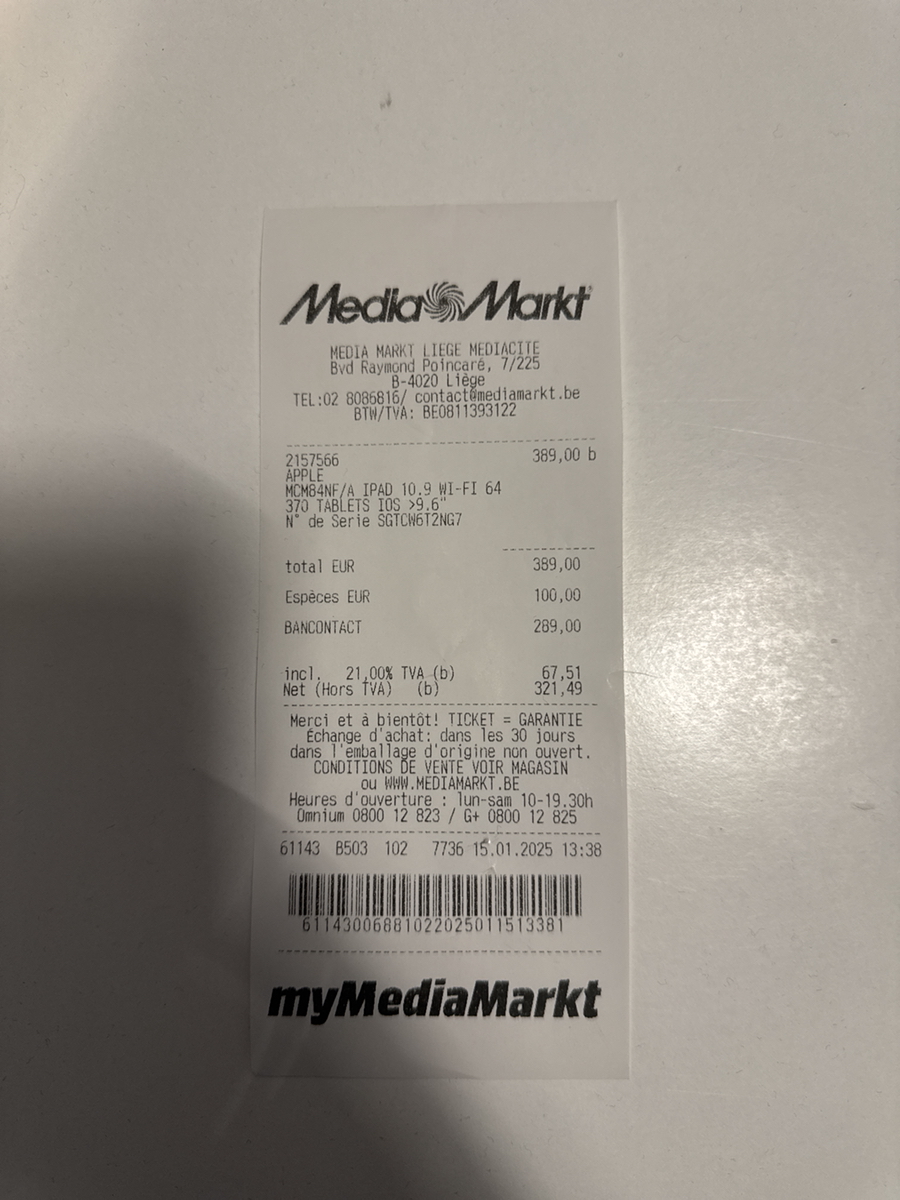 Media Markt
MEDIA MARKT LIEGE MEDIACITE
Bvd Raymond Poincaré, 7/225
B-4020 Liège
TEL:02 8086816/ contact@mediamarkt.be
BTW/TVA: BE0811393122
2157566 389,00 b
APPLE
MCM84NF/A IPAD 10.9 WI-FI 64
370 TABLETS IOS >9.6"
N° de Serie SGTCW6T2NG7
total EUR 389,00
Espèces EUR 100,00
BANCONTACT 289,00
incl. 21,00% TVA (b) 67,51
Net (Hors TVA) (b) 321,49
Merci et à bientôt! TICKET = GARANTIE
Échange d'achat: dans les 30 jours
dans l'emballage d'origine non ouvert.
CONDITIONS DE VENTE VOIR MAGASIN
ou WWW.MEDIAMARKT.BE
Heures d'ouverture : lun-sam 10-19.30h
Omnium 0800 12 823 / G+ 0800 12 825
61143 B503 102 7736 15.01.2025 13:38
61143006881022025011513381
myMediaMarkt